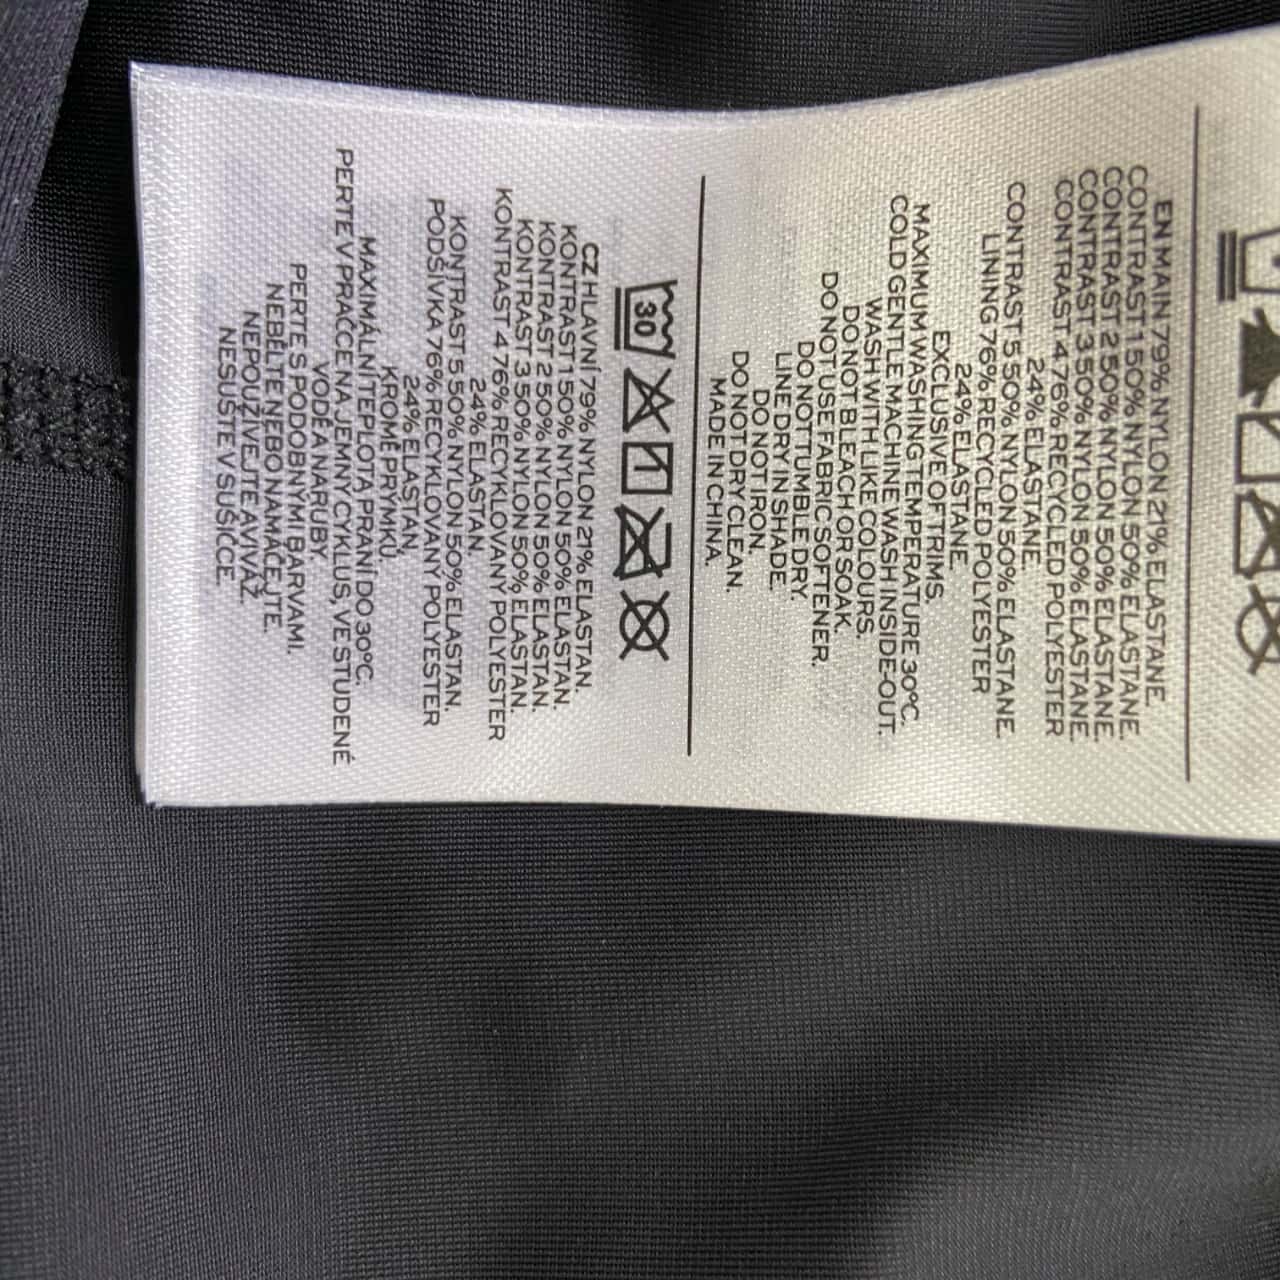 EN MAIN 79% NYLON 21% ELASTANE.
CONTRAST 1 50% NYLON 50% ELASTANE.
CONTRAST 2 50% NYLON 50% ELASTANE.
CONTRAST 3 50% NYLON 50% ELASTANE.
CONTRAST 4 76% RECYCLED POLYESTER
24% ELASTANE.
CONTRAST 5 50% NYLON 50% ELASTANE.
LINING 76% RECYCLED POLYESTER
24% ELASTANE.
EXCLUSIVE OF TRIMS.
MAXIMUM WASHING TEMPERATURE 30°C.
COLD GENTLE MACHINE WASH INSIDE-OUT.
WASH WITH LIKE COLOURS.
DO NOT BLEACH OR SOAK.
DO NOT USE FABRIC SOFTENER.
DO NOT TUMBLE DRY.
LINE DRY IN SHADE.
DO NOT IRON.
DO NOT DRY CLEAN.
MADE IN CHINA.
30
CZ HLAVNÍ 79% NYLON 21% ELASTAN.
KONTRAST 1 50% NYLON 50% ELASTAN.
KONTRAST 2 50% NYLON 50% ELASTAN.
KONTRAST 3 50% NYLON 50% ELASTAN.
KONTRAST 4 76% RECYKLOVANÝ POLYESTER
24% ELASTAN.
KONTRAST 5 50% NYLON 50% ELASTAN.
PODŠÍVKA 76% RECYKLOVANÝ POLYESTER
24% ELASTAN,
KROMĚ PRÝMKŮ.
MAXIMÁLNÍ TEPLOTA PRANÍ DO 30°C.
PERTE V PRAČCE NA JEMNÝ CYKLUS, VE STUDENÉ
VODĚ A NARUBY.
PERTE S PODOBNÝMI BARVAMI.
NEBĚLTE NEBO NAMÁČEJTE.
NEPOUŽÍVEJTE AVIVÁŽ.
NESUŠTE V SUŠIČCE.